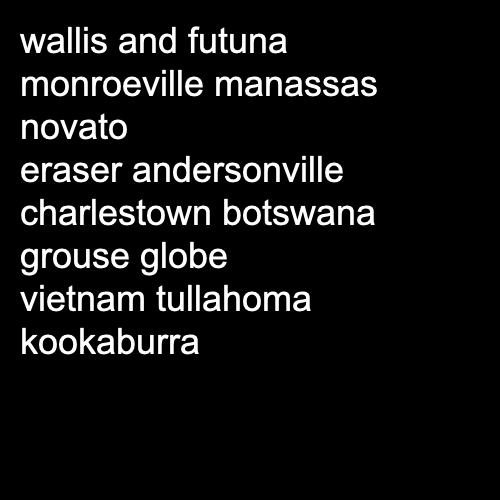 wallis and futuna
monroeville manassas
novato
eraser andersonville
charlestown botswana
grouse globe
vietnam tullahoma
kookaburra